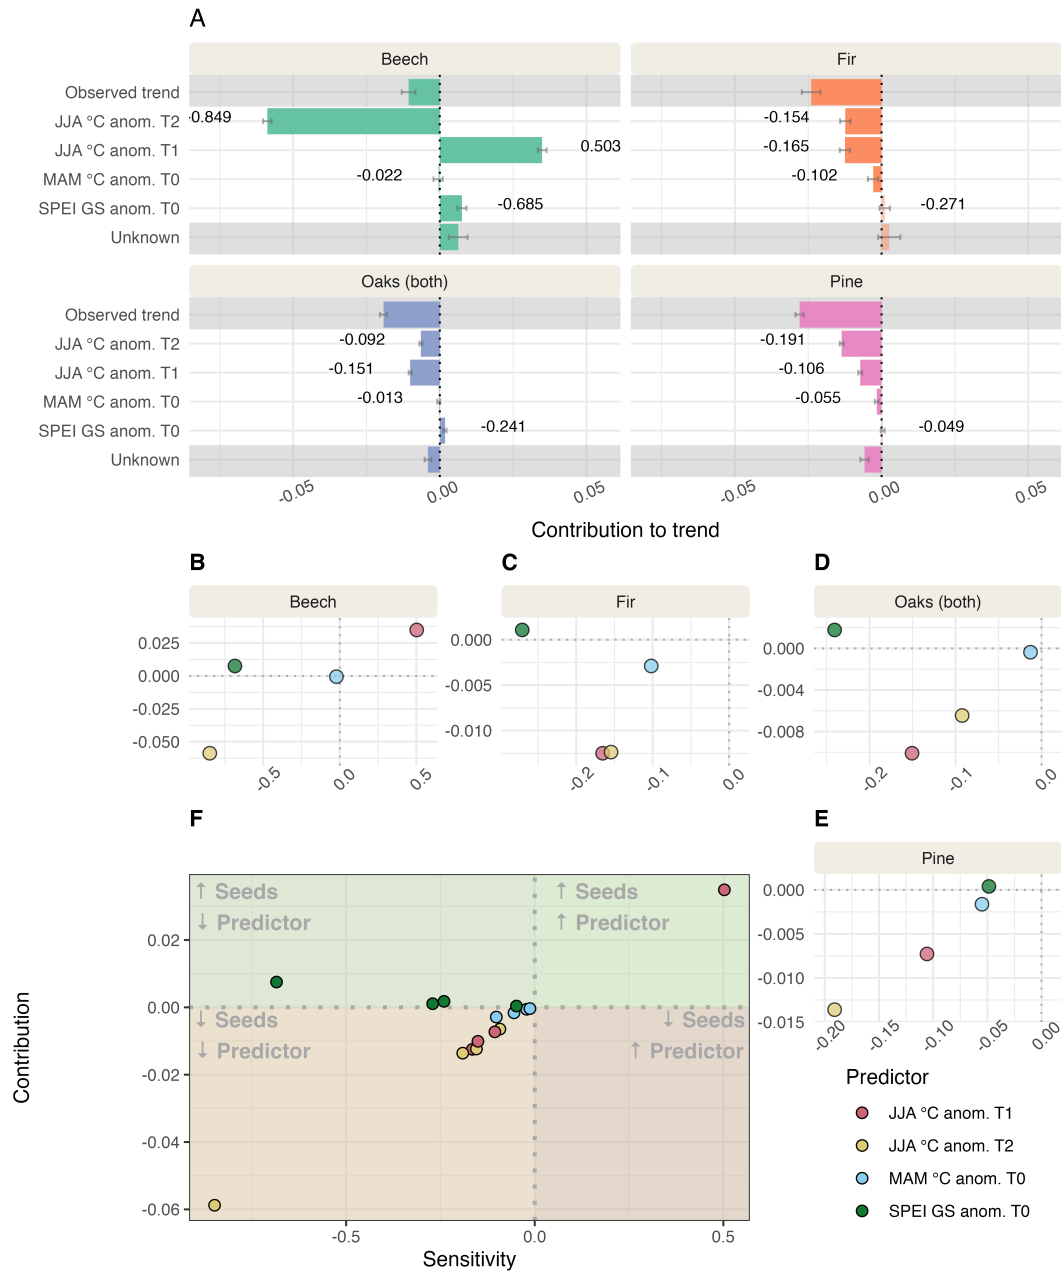 A
Beech
Fir
Observed trend
JJA °C anom. T2
-0.849
-0.154
JJA °C anom. T1
0.503
-0.165
MAM °C anom. T0
-0.022
-0.102
SPEI GS anom. T0
-0.685
-0.271
Unknown
Oaks (both)
Pine
Observed trend
JJA °C anom. T2
-0.092
-0.191
JJA °C anom. T1
-0.151
-0.106
MAM °C anom. T0
-0.013
-0.055
SPEI GS anom. T0
-0.241
-0.049
Unknown
-0.05
0.00
0.05
-0.05
0.00
0.05
Contribution to trend
B
Beech
0.025
0.000
-0.025
-0.050
-0.5
0.0
0.5
C
Fir
0.000
-0.005
-0.010
-0.2
-0.1
0.0
D
Oaks (both)
0.000
-0.004
-0.008
-0.2
-0.1
0.0
F
Contribution
↑ Seeds
↓ Predictor
↑ Seeds
↑ Predictor
↓ Seeds
↓ Predictor
↓ Seeds
↑ Predictor
0.02
0.00
-0.02
-0.04
-0.06
-0.5
0.0
0.5
Sensitivity
E
Pine
0.000
-0.005
-0.010
-0.015
-0.20
-0.15
-0.10
-0.05
0.00
Predictor
JJA °C anom. T1
JJA °C anom. T2
MAM °C anom. T0
SPEI GS anom. T0